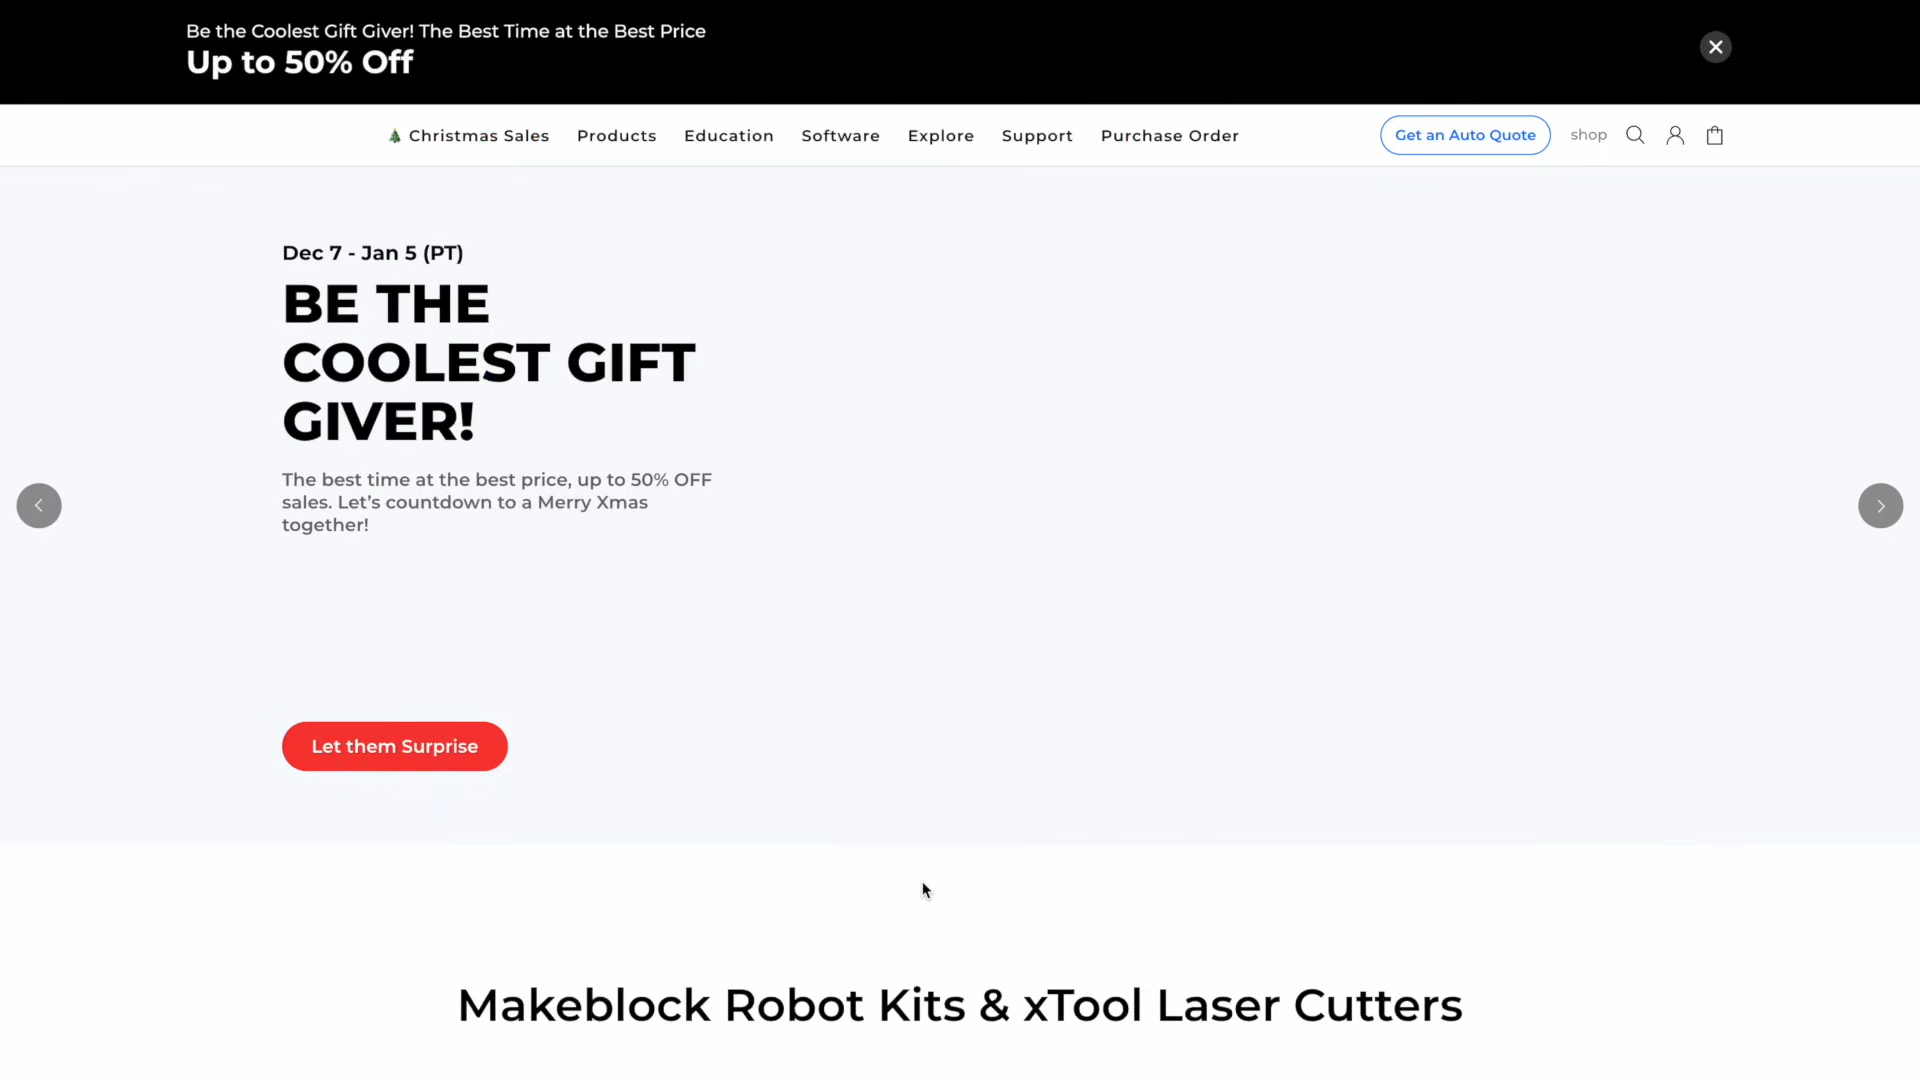 Be the Coolest Gift Giver! The Best Time at the Best Price
Up to 50% Off
Christmas Sales
Products
Education
Software
Explore
Support
Purchase Order
Get an Auto Quote
shop
Dec 7 - Jan 5 (PT)
BE THE
COOLEST GIFT
GIVER!
The best time at the best price, up to 50% OFF
sales. Let’s countdown to a Merry Xmas
together!
Let them Surprise
Makeblock Robot Kits & xTool Laser Cutters